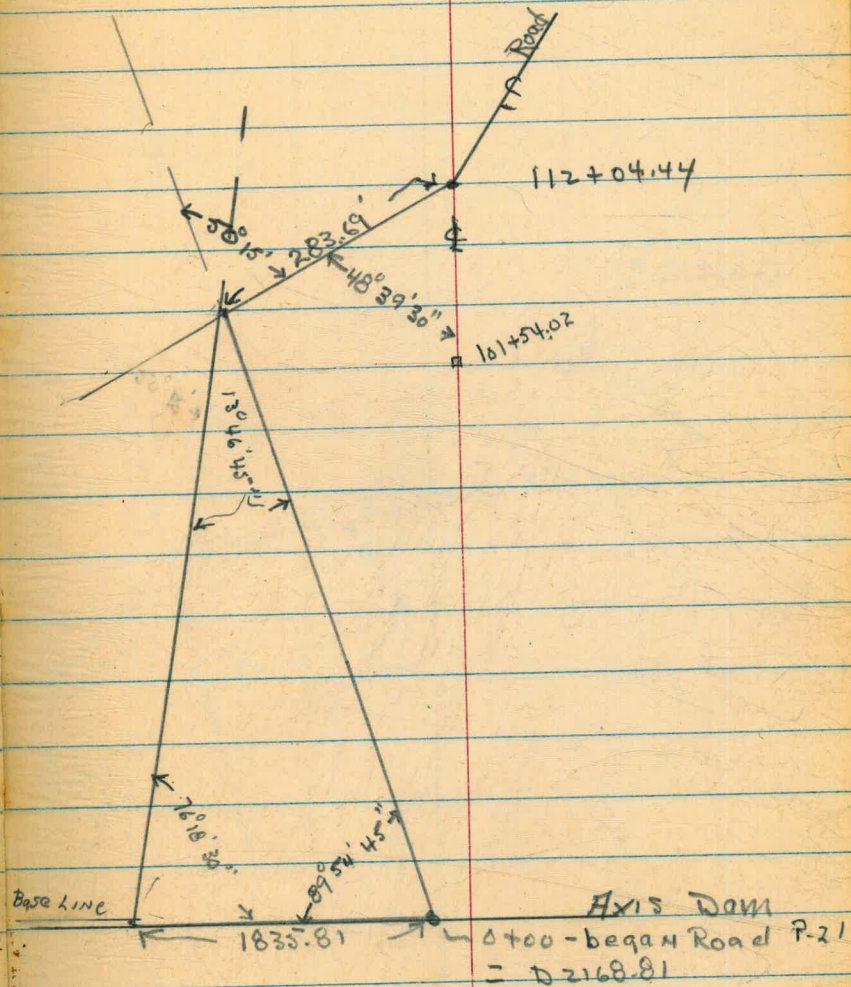 Road
112+04.44
50° 15'
283.69'
℄
48° 39' 30"
101+54.02
13° 46' 45"
76° 18' 30"
89° 54' 45"
Base Line
Axis Dam
1835.81
0+00 - began Road P-21
= D 2168.81